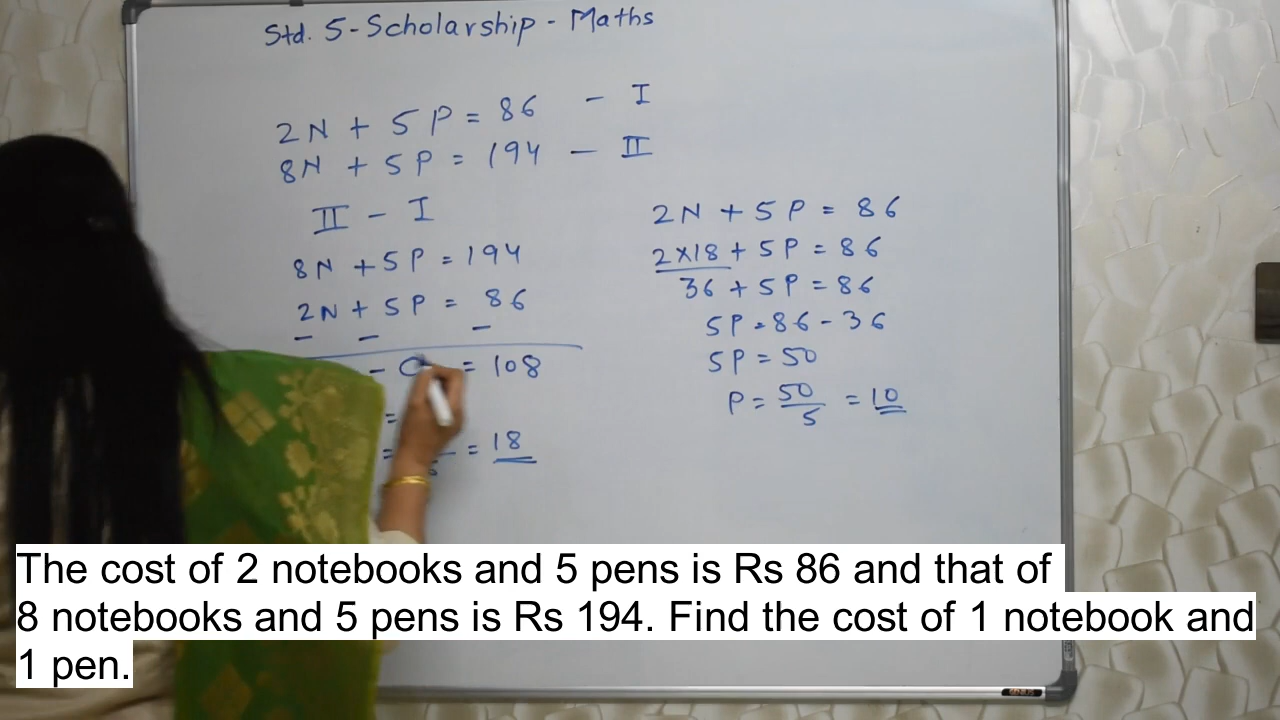 Std. 5 - Scholarship - Maths
2N + 5P = 86 - I
8N + 5P = 194 - II
II - I
8N + 5P = 194
2N + 5P = 86
- - -
- 0 = 108
=
= 18
2N + 5P = 86
2×18 + 5P = 86
36 + 5P = 86
5P = 86 - 36
5P = 50
P = 50/5 = 10
The cost of 2 notebooks and 5 pens is Rs 86 and that of
8 notebooks and 5 pens is Rs 194. Find the cost of 1 notebook and
1 pen.